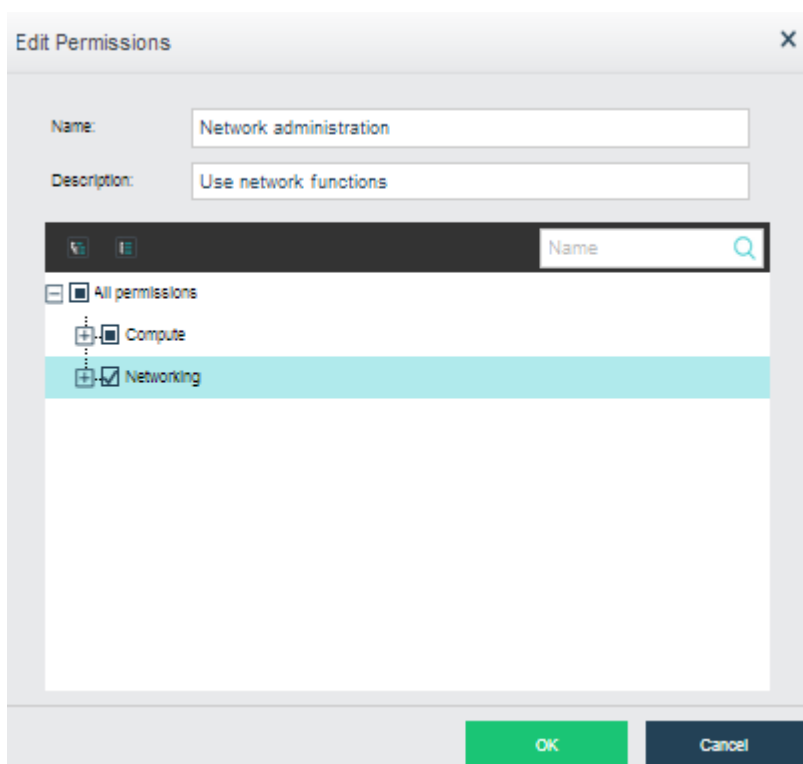 Edit Permissions
Name: Network administration
Description: Use network functions
Name
All permissions
Compute
Networking
OK Cancel